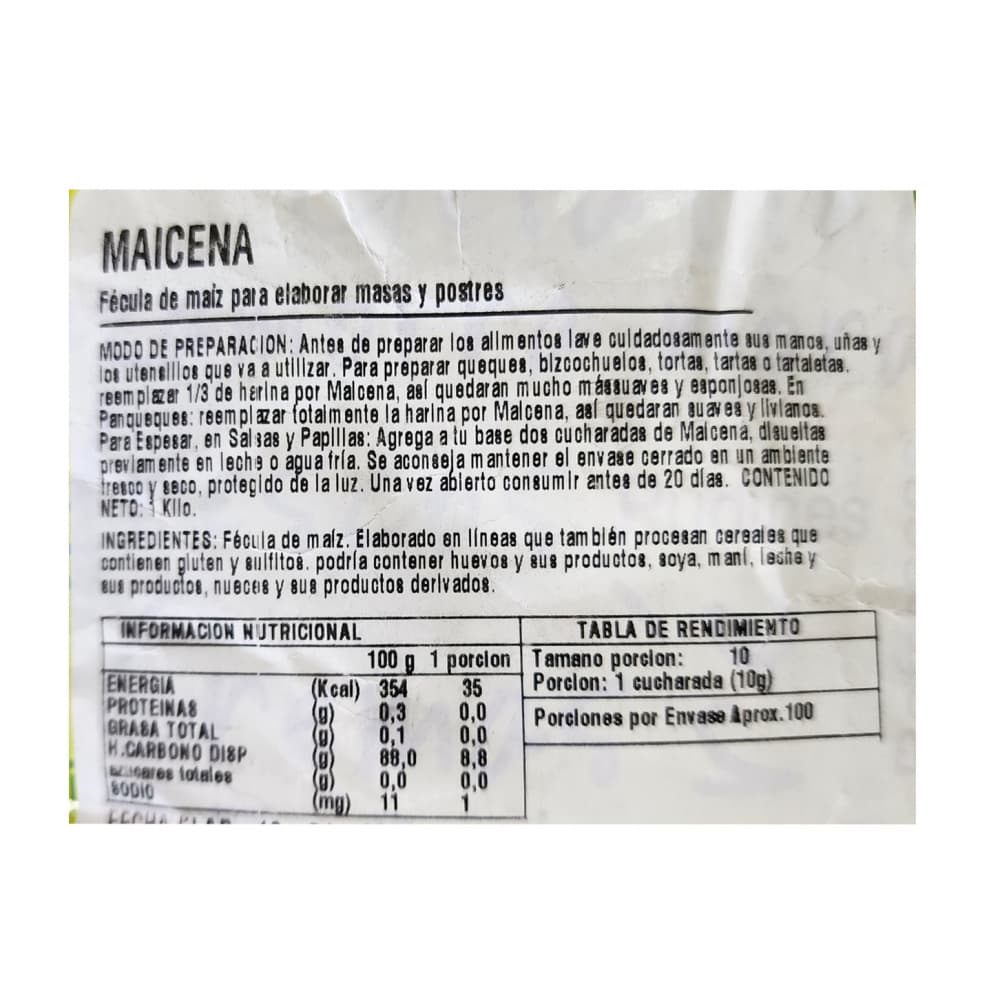 MAICENA
Fécula de maíz para elaborar masas y postres
MODO DE PREPARACION: Antes de preparar los alimentos lave cuidadosamente sus manos, uñas y
los utensilios que va a utilizar. Para preparar queques, bizcochuelos, tortas, tartas o tartaletas.
reemplazar 1/3 de harina por Maicena, así quedaran mucho más suaves y esponjosas. En
Panqueques: reemplazar totalmente la harina por Maicena, así quedaran suaves y livianos.
Para Espesar, en Salsas y Papillas: Agrega a tu base dos cucharadas de Maicena, disueltas
previamente en leche o agua fría. Se aconseja mantener el envase cerrado en un ambiente
fresco y seco, protegido de la luz. Una vez abierto consumir antes de 20 días. CONTENIDO
NETO: 1 Kilo.
INGREDIENTES: Fécula de maíz. Elaborado en líneas que también procesan cereales que
contienen gluten y sulfitos. podría contener huevos y sus productos, soya, maní, leche y
sus productos, nueces y sus productos derivados.
INFORMACION NUTRICIONAL
100 g 1 porcion
ENERGIA (Kcal) 354 35
PROTEINAS (g) 0,3 0,0
GRASA TOTAL (g) 0,1 0,0
H.CARBONO DISP (g) 88,0 8,8
azúcares totales (g) 0,0 0,0
SODIO (mg) 11 1
TABLA DE RENDIMIENTO
Tamano porcion: 10
Porcion: 1 cucharada (10g)
Porciones por Envase Aprox.100